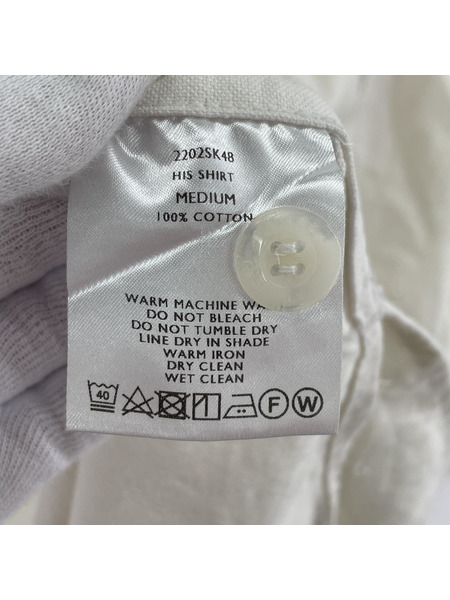 2202SK48
HIS SHIRT
MEDIUM
100% COTTON
WARM MACHINE
DO NOT BLEACH
DO NOT TUMBLE DRY
LINE DRY IN SHADE
WARM IRON
DRY CLEAN
WET CLEAN
40 F W